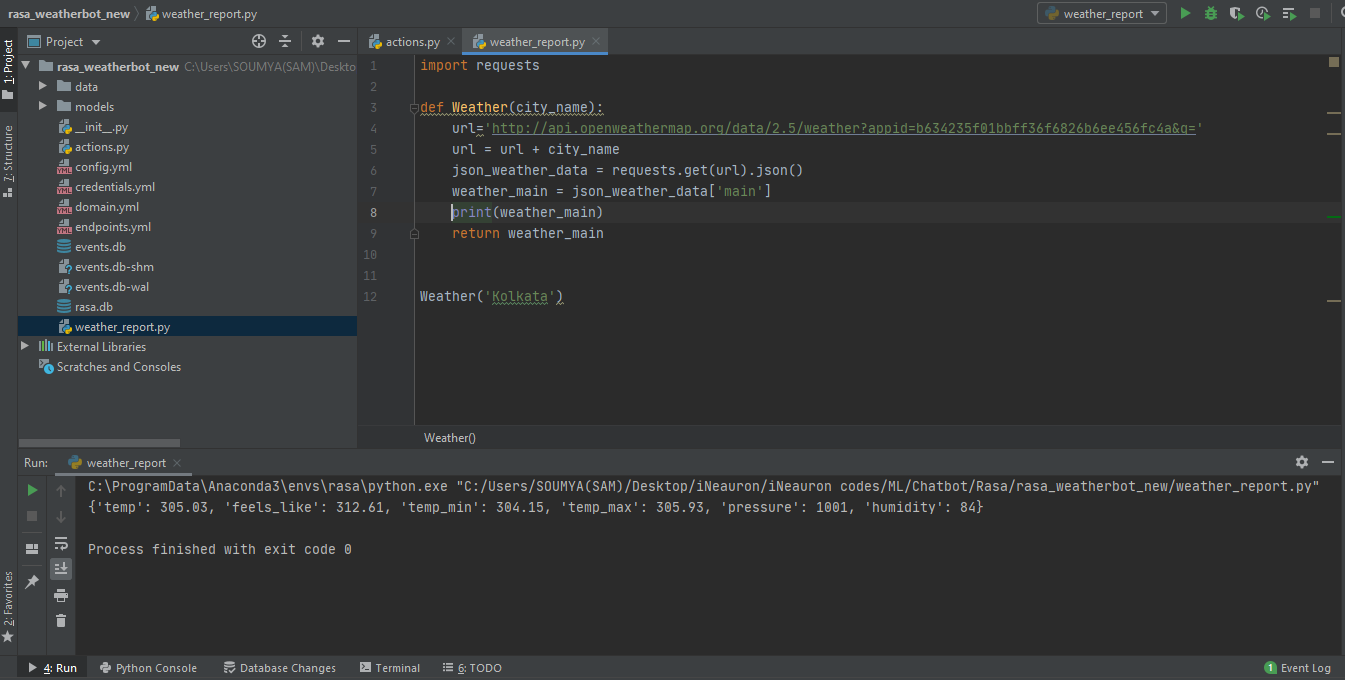 rasa_weatherbot_new weather_report.py
weather_report
Project
actions.py
weather_report.py
1: Project
7: Structure
2: Favorites
rasa_weatherbot_new C:\Users\SOUMYA(SAM)\Deskto
data
models
__init__.py
actions.py
config.yml
credentials.yml
domain.yml
endpoints.yml
events.db
events.db-shm
events.db-wal
rasa.db
weather_report.py
External Libraries
Scratches and Consoles
1 import requests
2
3 def Weather(city_name):
4 url='http://api.openweathermap.org/data/2.5/weather?appid=b634235f01bbff36f6826b6ee456fc4a&q='
5 url = url + city_name
6 json_weather_data = requests.get(url).json()
7 weather_main = json_weather_data['main']
8 print(weather_main)
9 return weather_main
10
11
12 Weather('Kolkata')
Weather()
Run: weather_report
C:\ProgramData\Anaconda3\envs\rasa\python.exe "C:/Users/SOUMYA(SAM)/Desktop/iNeauron/iNeauron codes/ML/Chatbot/Rasa/rasa_weatherbot_new/weather_report.py"
{'temp': 305.03, 'feels_like': 312.61, 'temp_min': 304.15, 'temp_max': 305.93, 'pressure': 1001, 'humidity': 84}
Process finished with exit code 0
4: Run Python Console Database Changes Terminal 6: TODO 1 Event Log